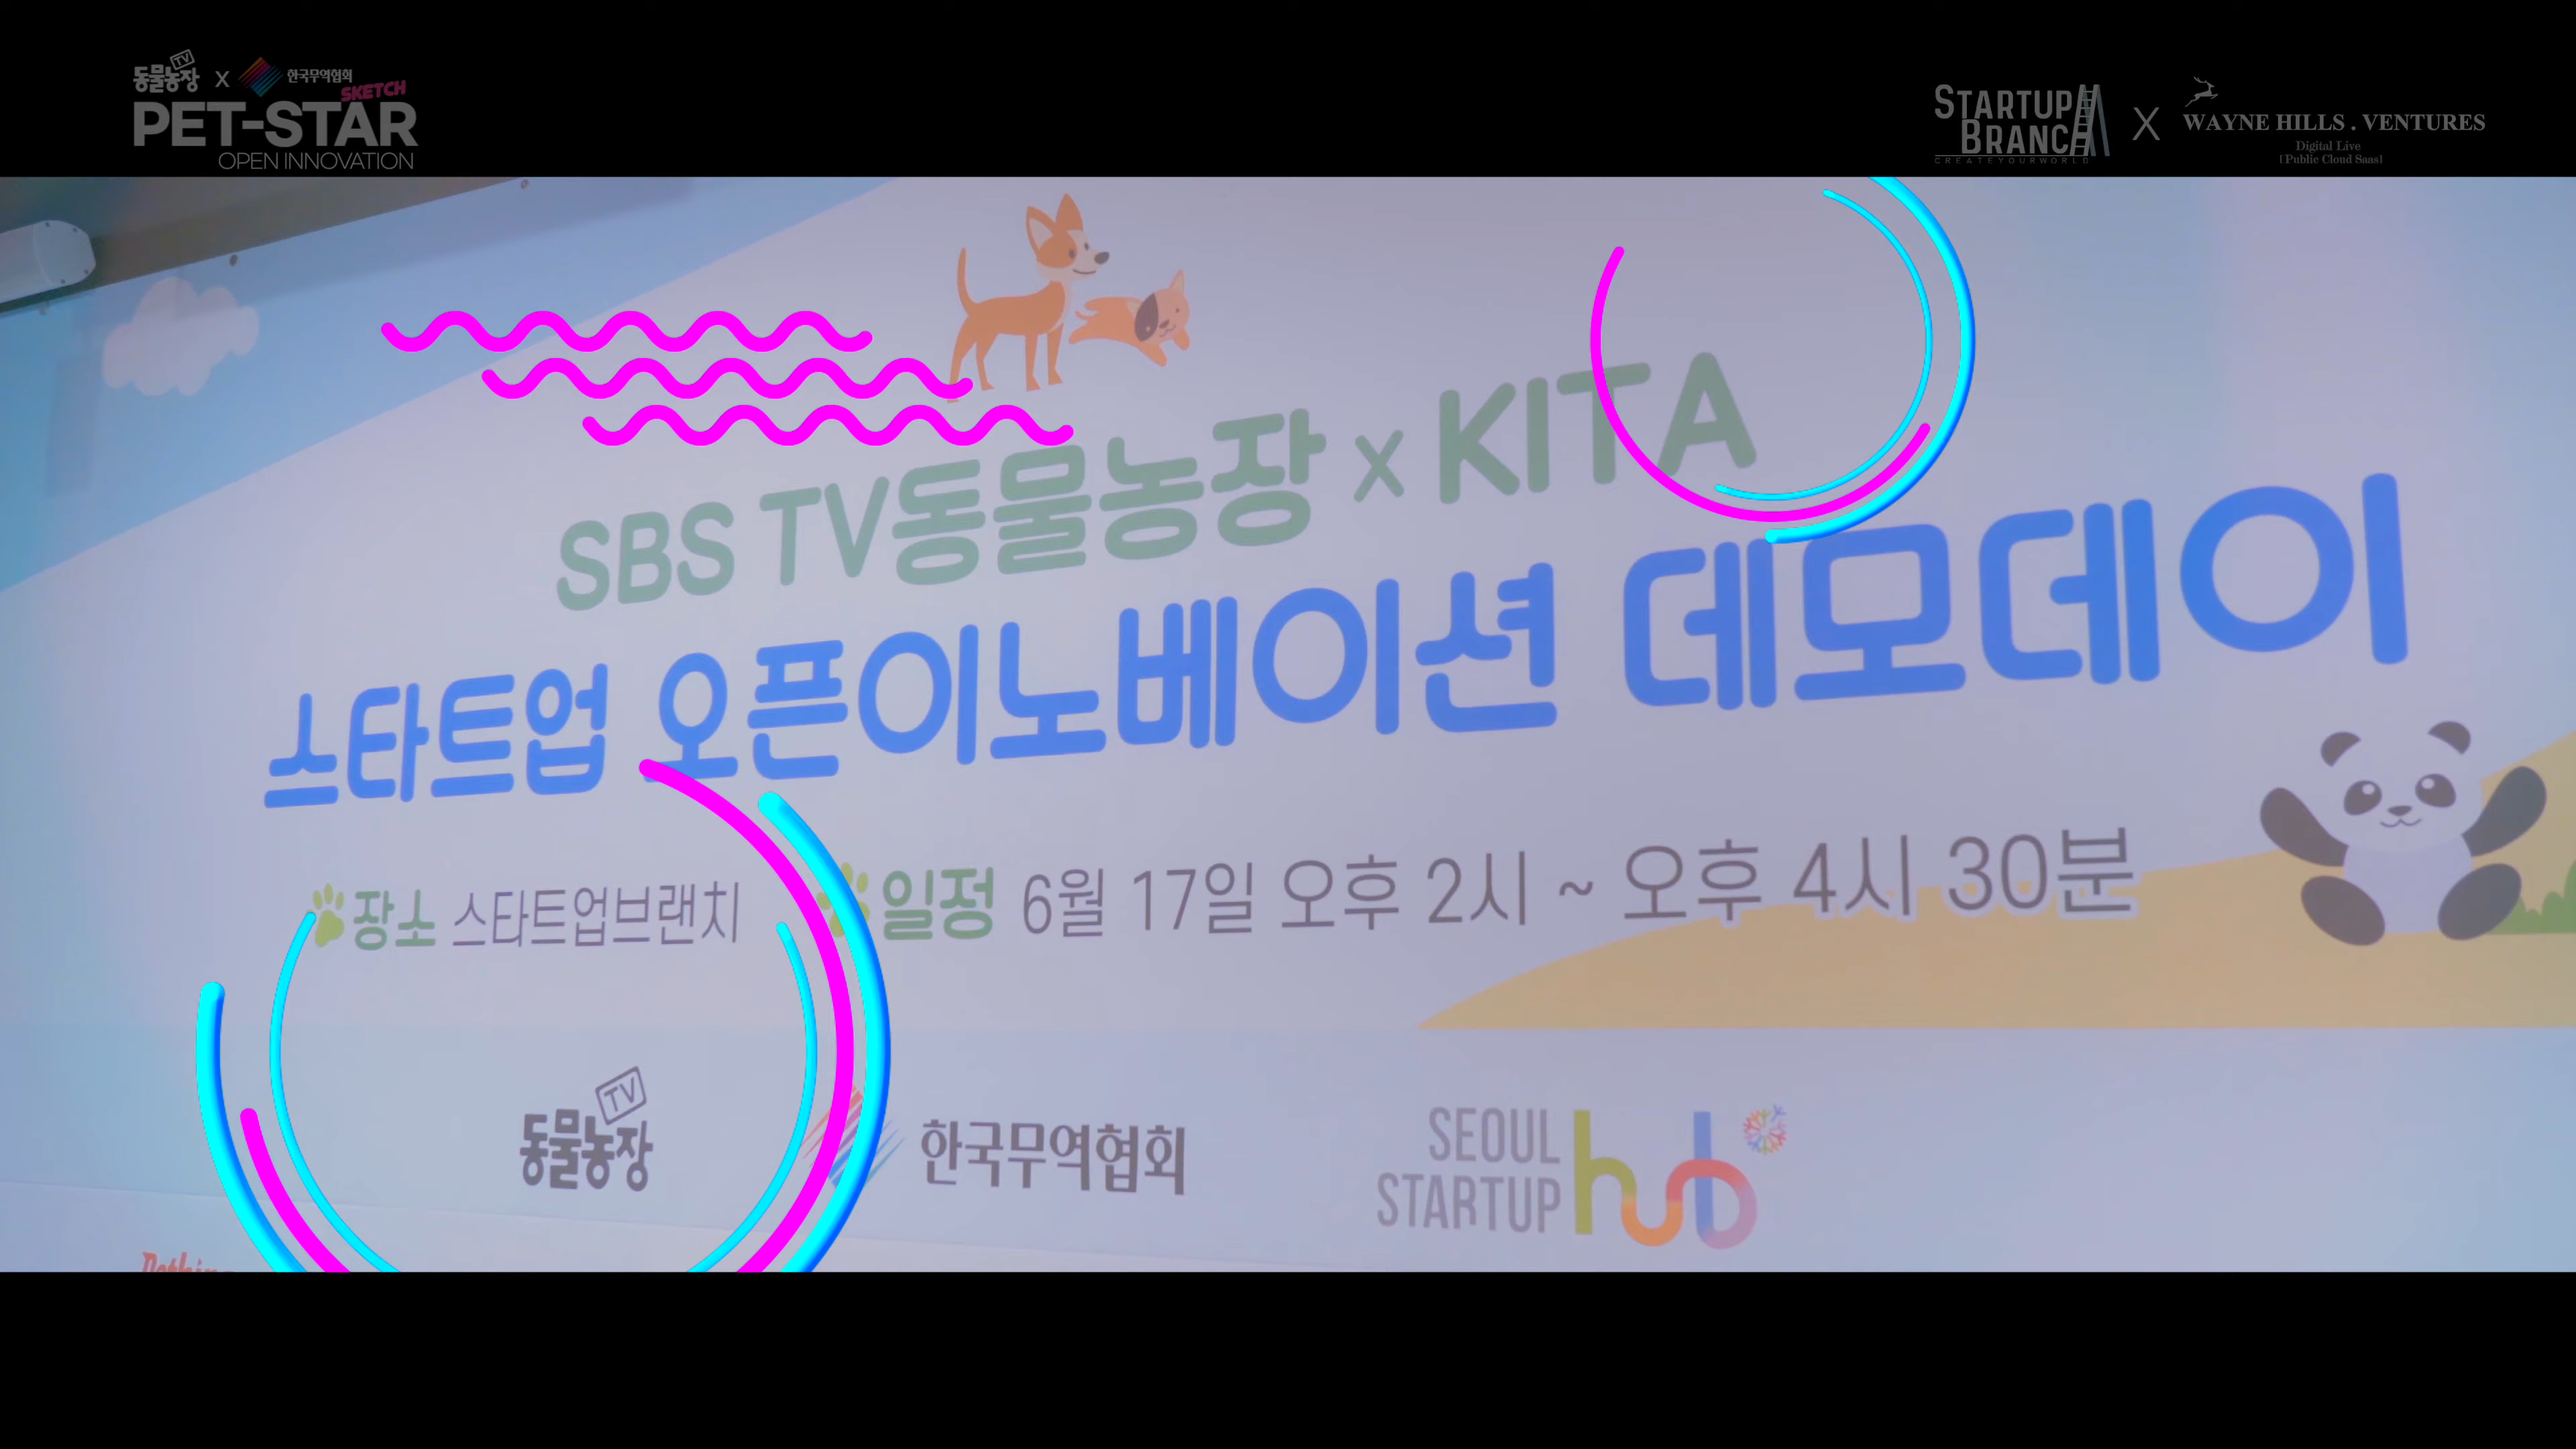 TV
동물농장 X 한국무역협회
SKETCH
PET-STAR
OPEN INNOVATION
STARTUP
BRANCH
CREATEYOURWORLD
X
WAYNE HILLS . VENTURES
Digital Live
[Public Cloud Saas]
SBS TV동물농장 x KITA
스타트업 오픈이노베이션 데모데이
장소 스타트업브랜치 일정 6월 17일 오후 2시 ~ 오후 4시 30분
TV
동물농장
한국무역협회
SEOUL
STARTUP hub